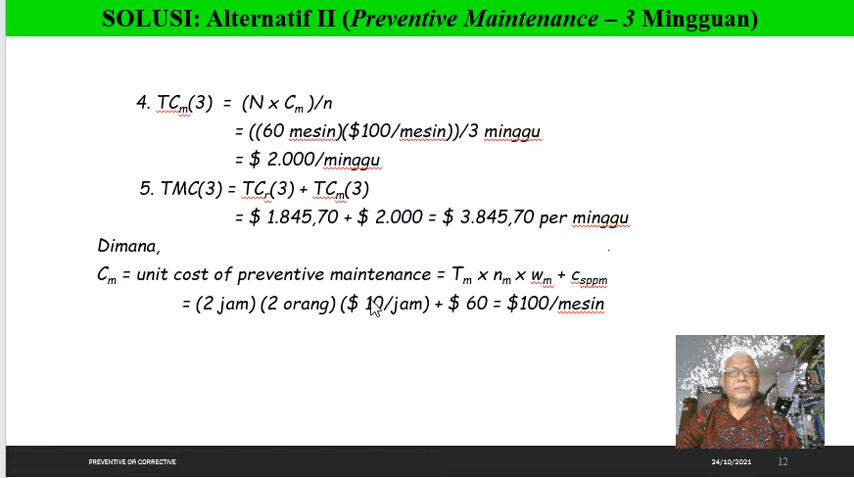 SOLUSI: Alternatif II (Preventive Maintenance – 3 Mingguan)
4. TCm(3) = (N x Cm )/n
= ((60 mesin)($100/mesin))/3 minggu
= $ 2.000/minggu
5. TMC(3) = TCr(3) + TCm(3)
= $ 1.845,70 + $ 2.000 = $ 3.845,70 per minggu
Dimana,
Cm = unit cost of preventive maintenance = Tm x nm x wm + csppm
= (2 jam) (2 orang) ($ 10/jam) + $ 60 = $100/mesin
PREVENTIVE OR CORRECTIVE
24/10/2021
12